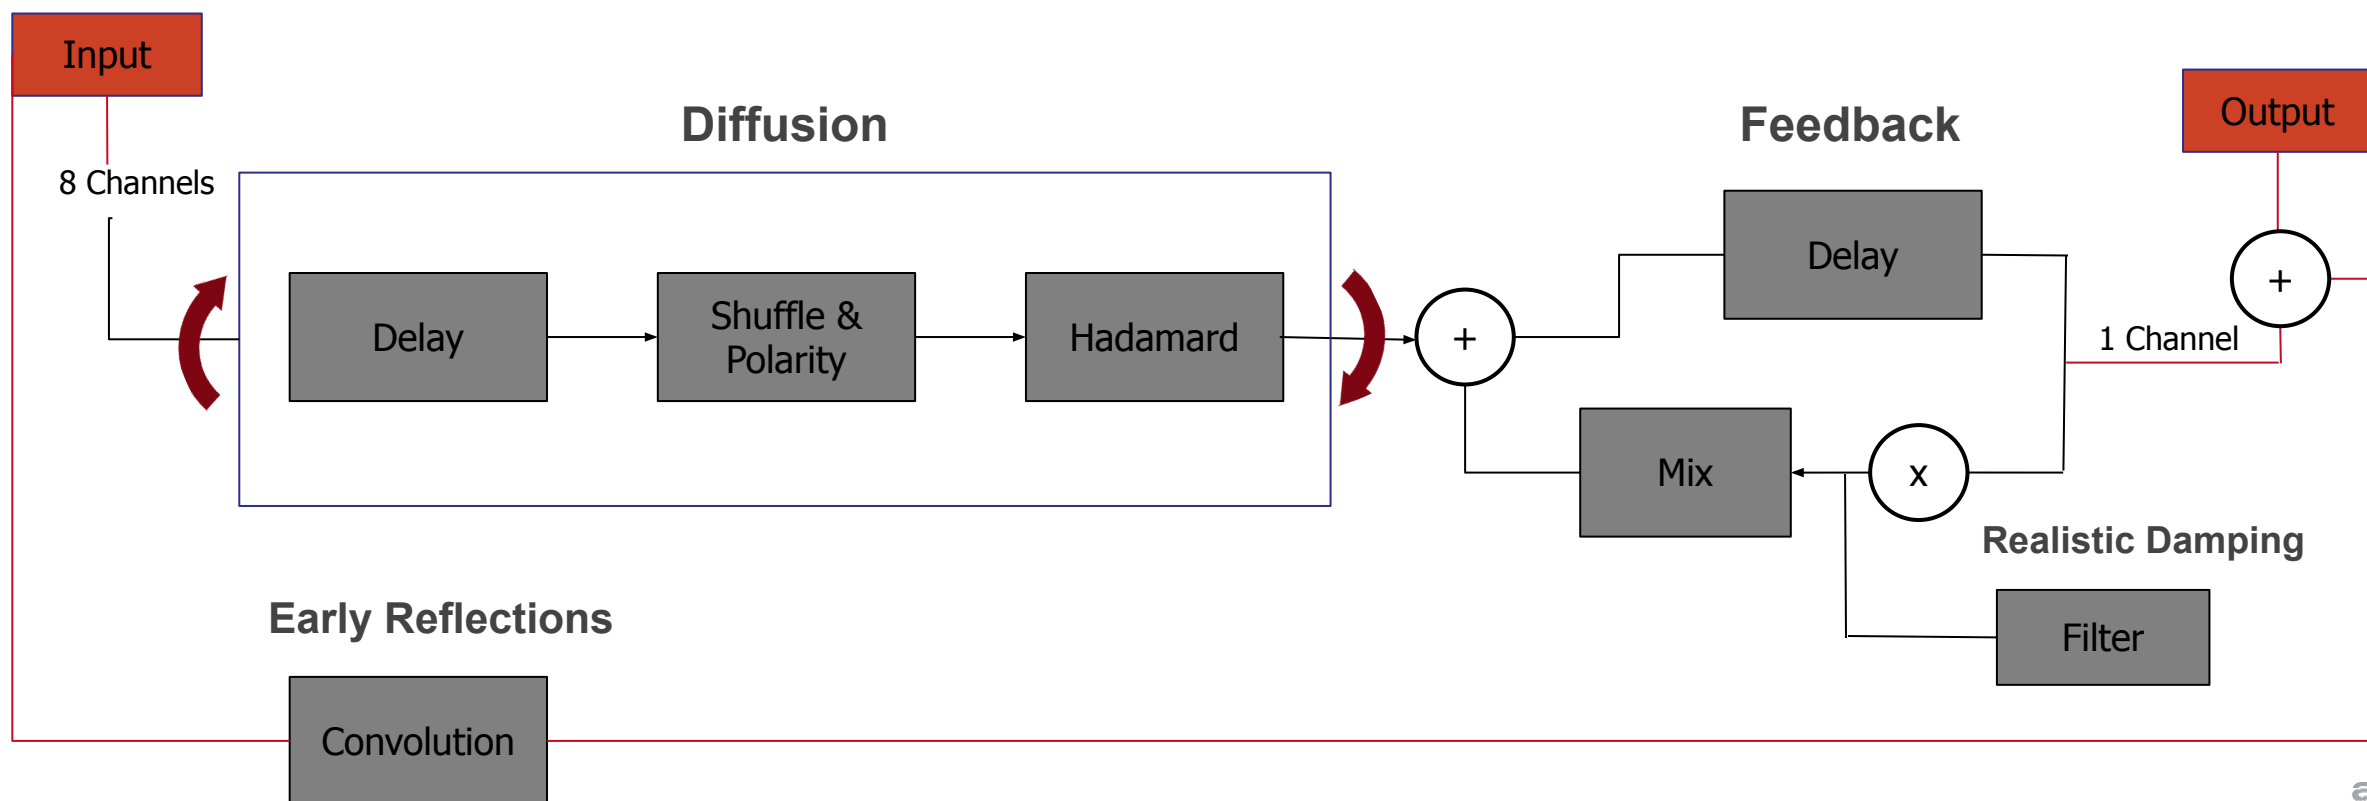 Input
Output
Diffusion
Feedback
8 Channels
Delay
Shuffle &
Polarity
Hadamard
+
Delay
+
1 Channel
Mix
x
Realistic Damping
Early Reflections
Filter
Convolution